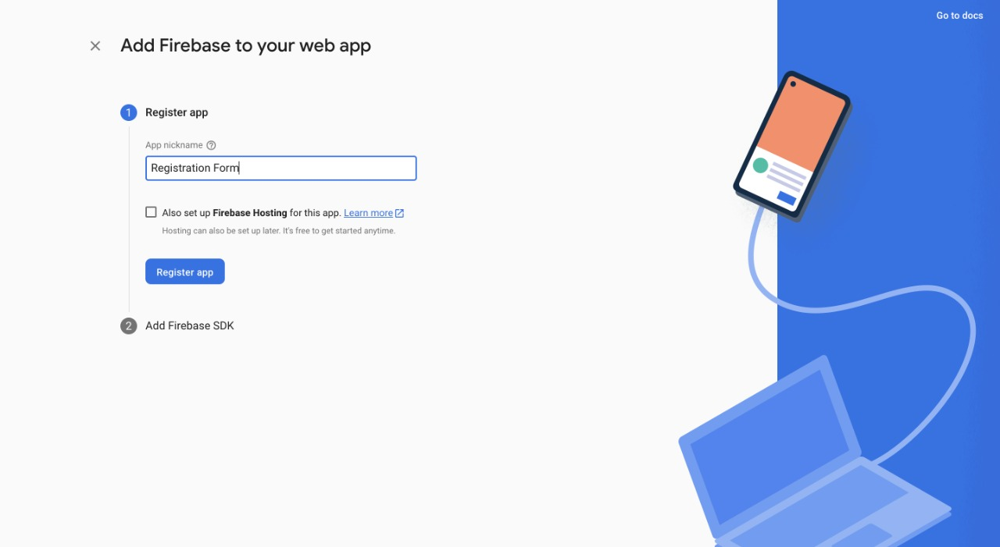 Go to docs
Add Firebase to your web app
1 Register app
App nickname
Registration Form
Also set up Firebase Hosting for this app. Learn more
Hosting can also be set up later. It's free to get started anytime.
Register app
2 Add Firebase SDK